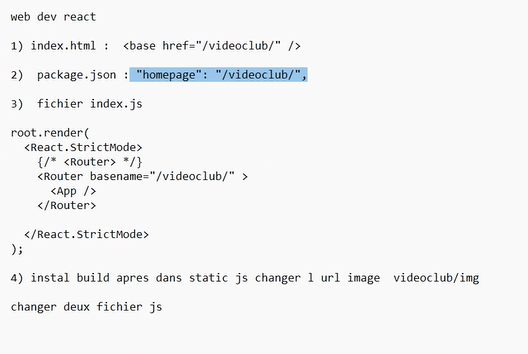 web dev react
1) index.html :  <base href="/videoclub/" />
2)  package.json : "homepage": "/videoclub/",
3)  fichier index.js
root.render(
  <React.StrictMode>
    {/* <Router> */}
    <Router basename="/videoclub/" >
      <App />
    </Router>
  </React.StrictMode>
);
4) instal build apres dans static js changer l url image  videoclub/img
changer deux fichier js